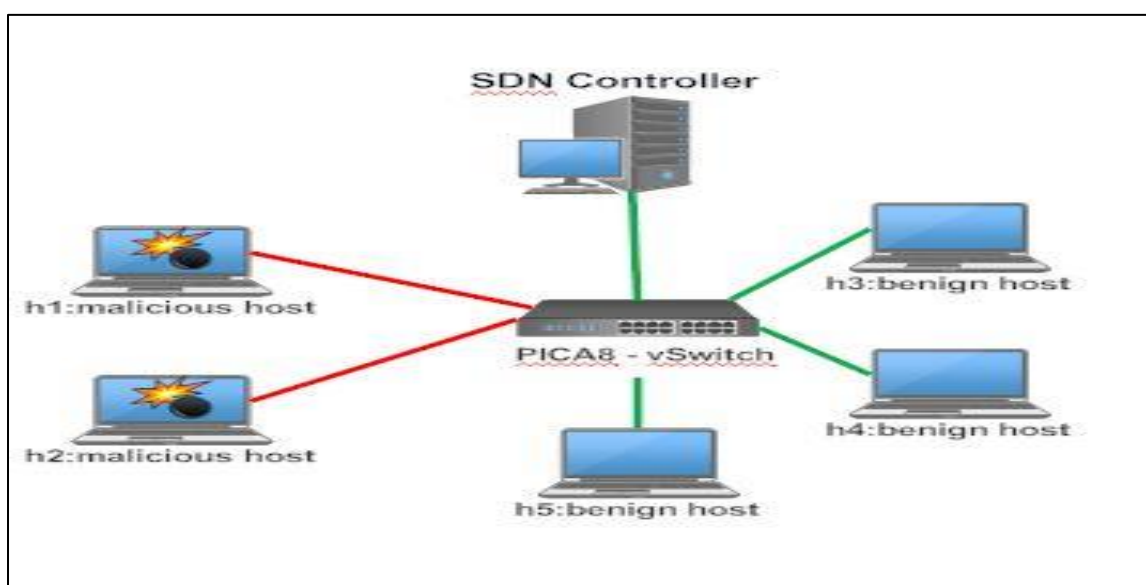 SDN Controller
h1:malicious host
h3:benign host
PICA8 - vSwitch
h2:malicious host
h4:benign host
h5:benign host